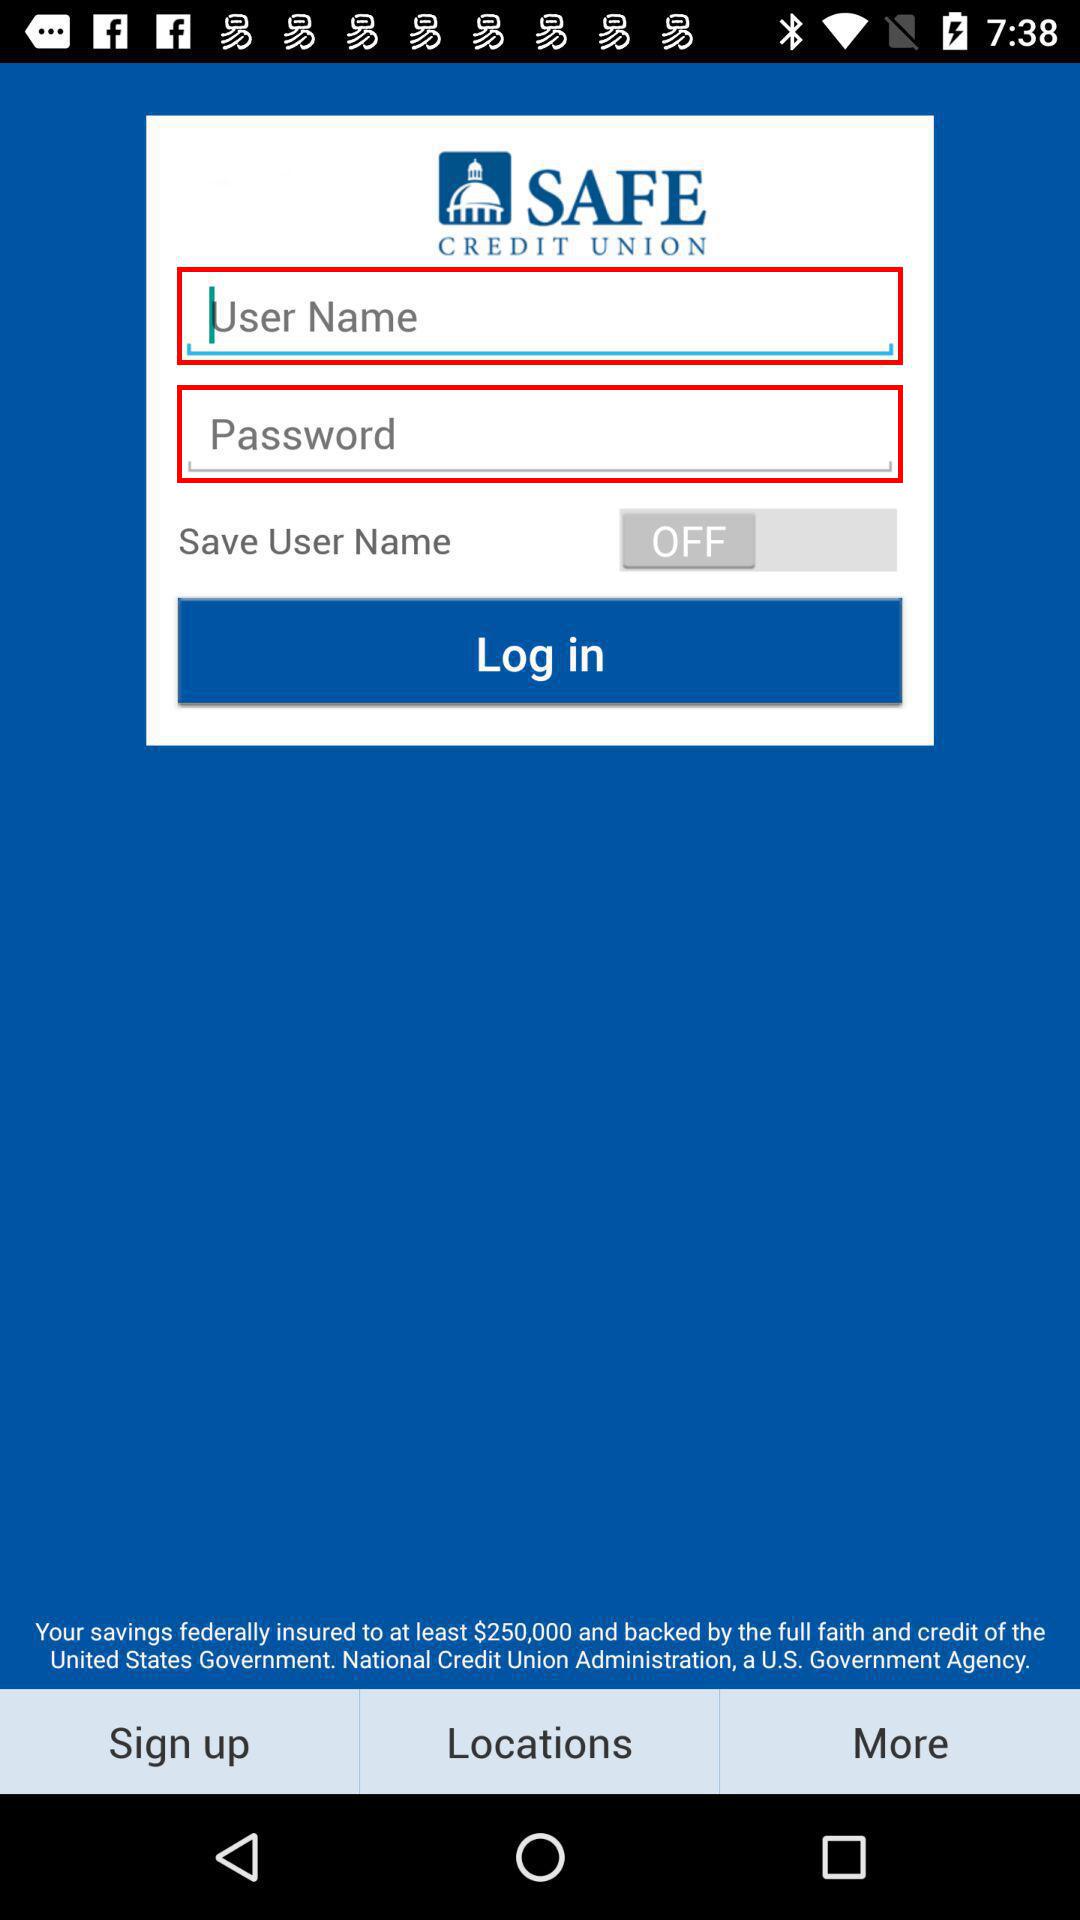 7:38
SAFE
CREDIT UNION
User Name
Password
Save User Name OFF
Log in
Your savings federally insured to at least $250,000 and backed by the full faith and credit of the
United States Government. National Credit Union Administration, a U.S. Government Agency.
Sign up Locations More